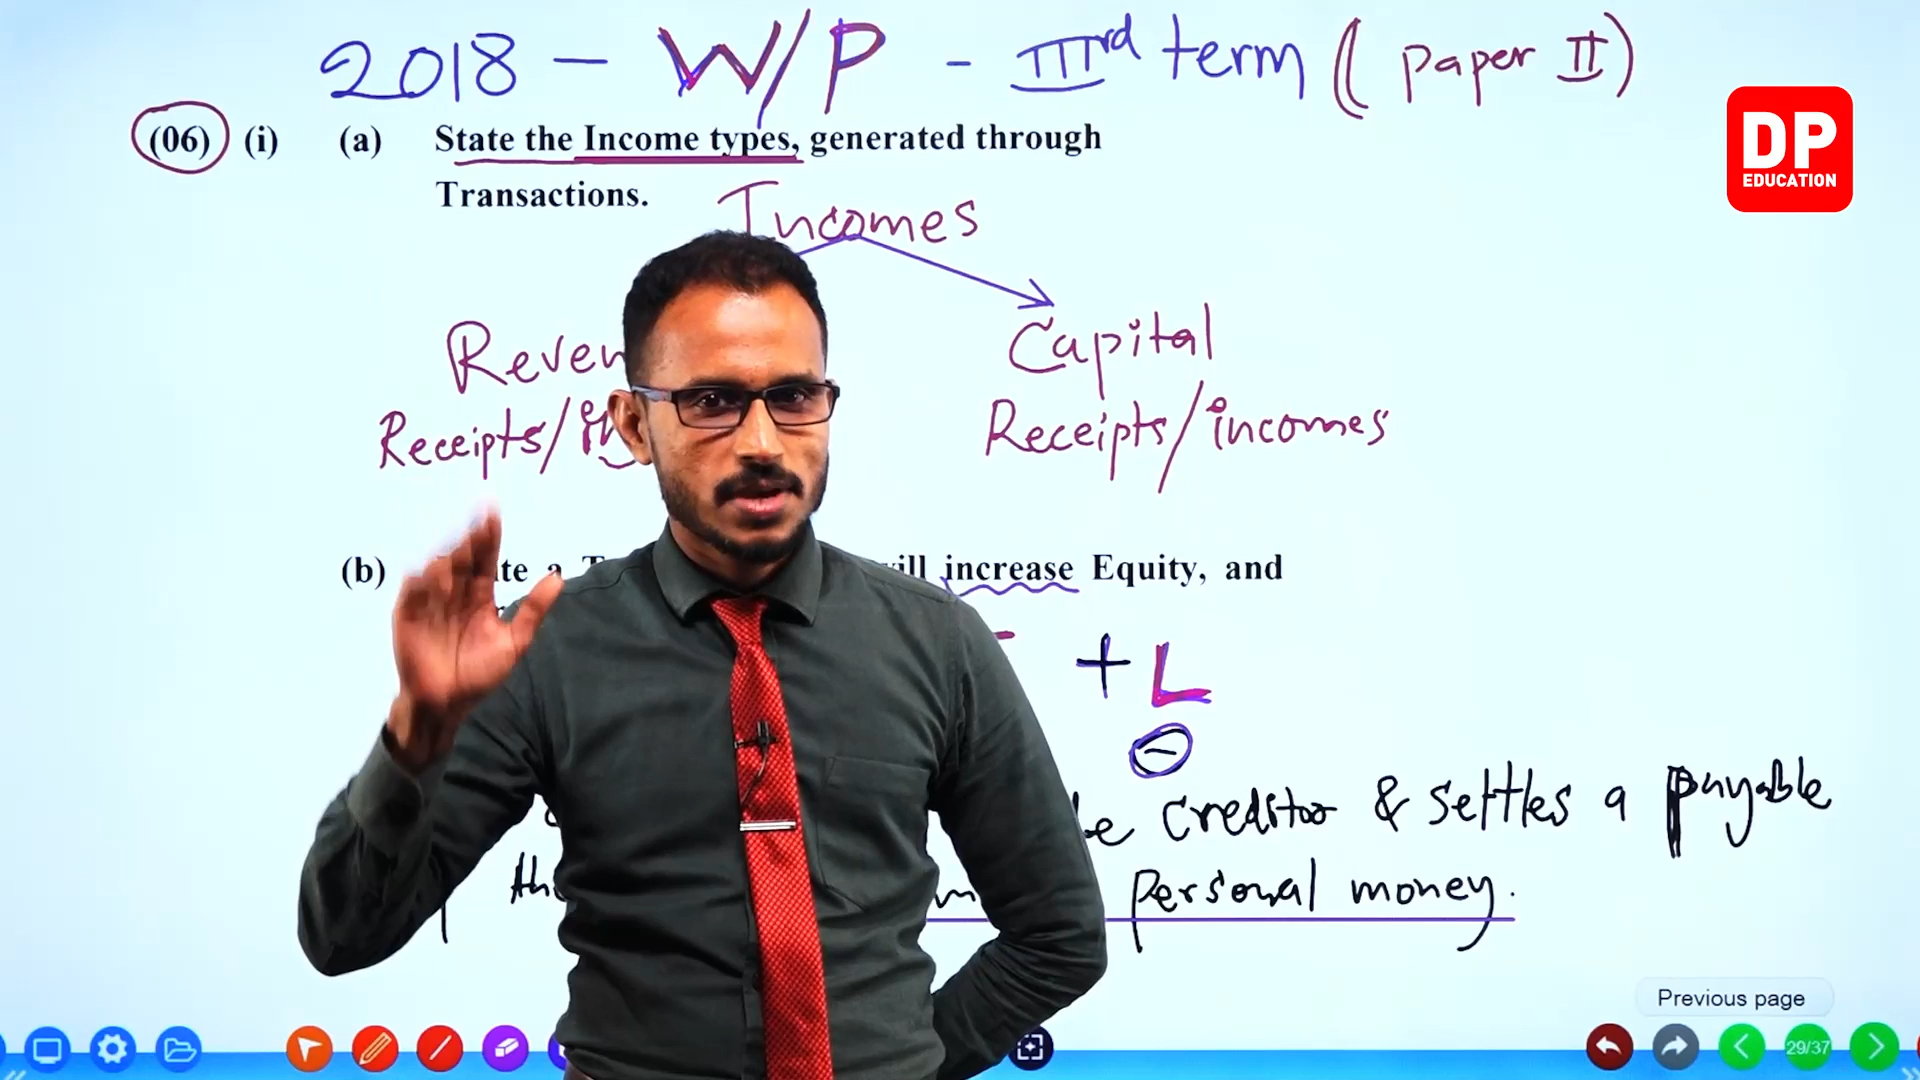 2018 - W/P - IIIrd term ( paper II )
DP
EDUCATION
(06) (i) (a) State the Income types, generated through
Transactions.
Incomes
Capital
Receipts/
Receipts/incomes
(b) a increase Equity, and
+ L
-
creditor & settles a payable
personal money.
Previous page
29/37